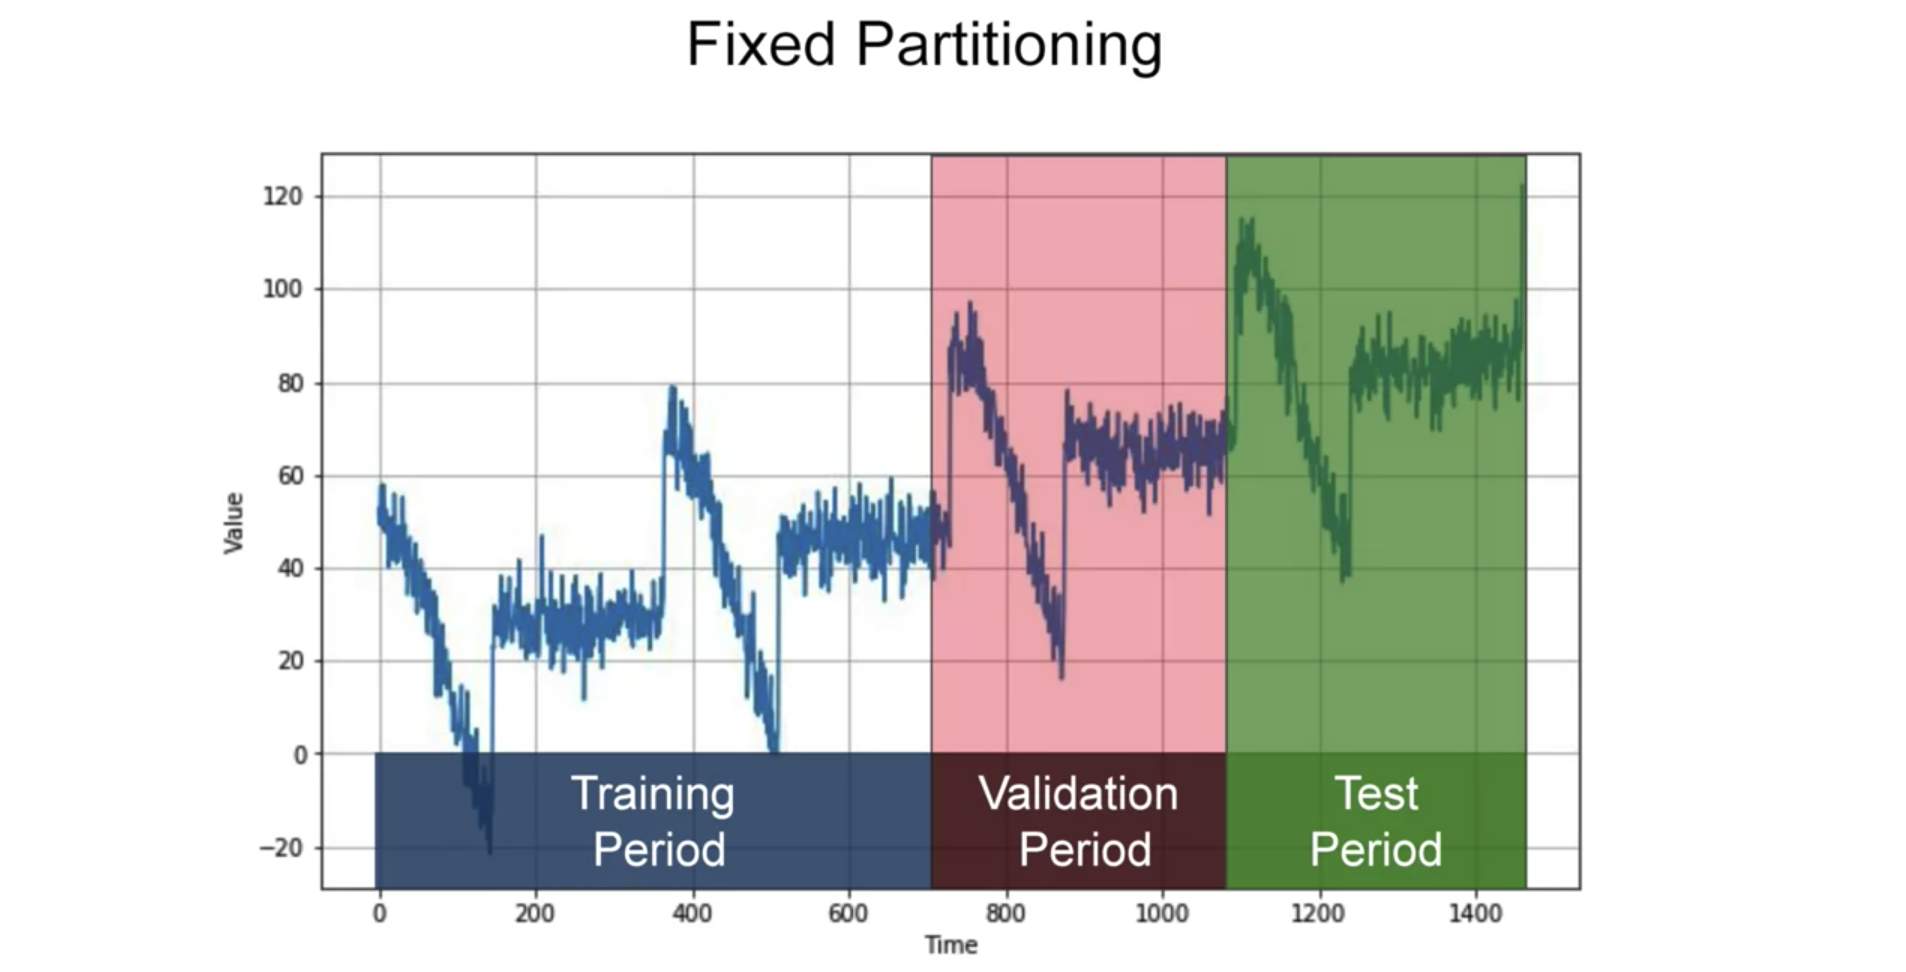 Fixed Partitioning
120
100
80
60
40
20
0
−20
Value
Training
Period
Validation
Period
Test
Period
0 200 400 600 800 1000 1200 1400
Time